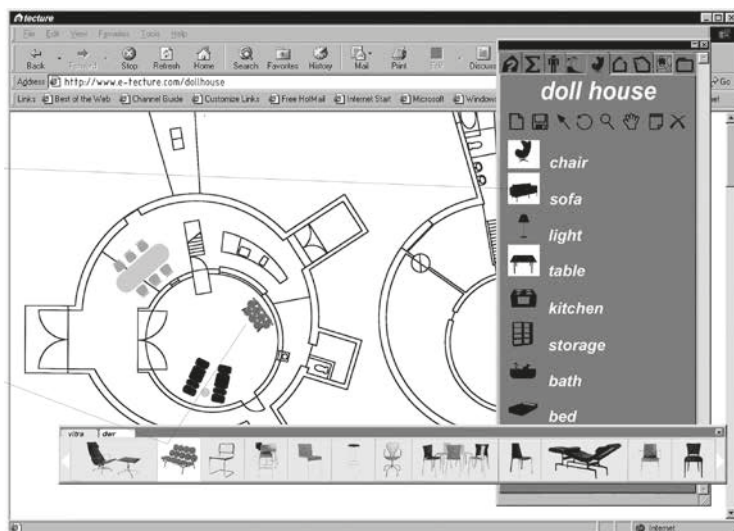 tecture
File Edit View Favorites Tools Help
Back Forward Stop Refresh Home Search Favorites History Mail Print Edit Discuss
Address http://www.e-tecture.com/dollhouse Go
Links Best of the Web Channel Guide Customize Links Free HotMail Internet Start Microsoft Windows
doll house
chair
sofa
light
table
kitchen
storage
bath
bed
vitra dwr
Internet